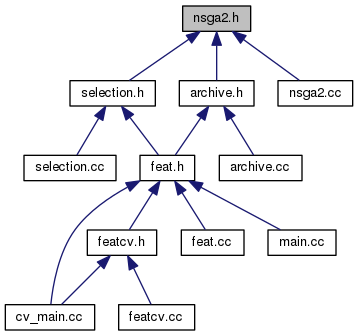 nsga2.h
selection.h
archive.h
nsga2.cc
selection.cc
feat.h
archive.cc
featcv.h
feat.cc
main.cc
cv_main.cc
featcv.cc